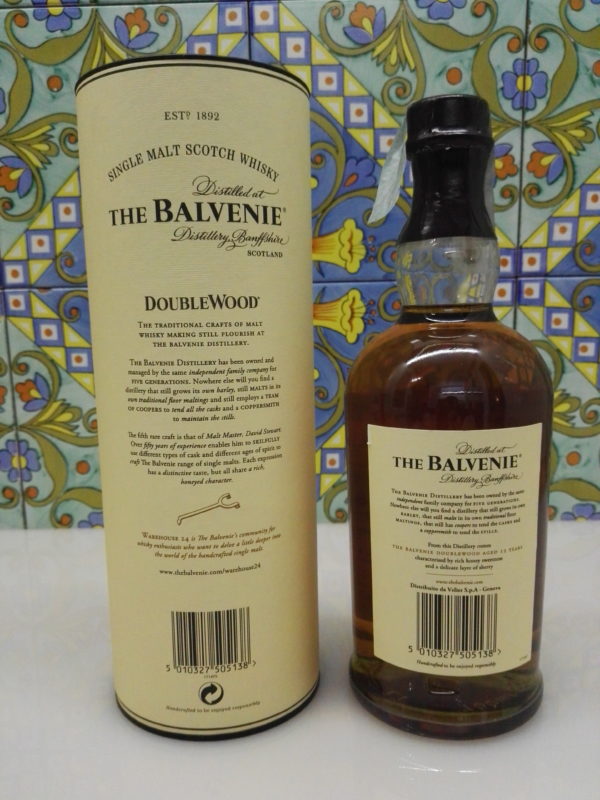 ESTD 1892
SINGLE MALT SCOTCH WHISKY
Distilled at
THE BALVENIE®
Distillery, Banffshire
SCOTLAND
DOUBLEWOOD®
THE TRADITIONAL CRAFTS OF MALT
WHISKY MAKING STILL FLOURISH AT
THE BALVENIE DISTILLERY.
THE BALVENIE DISTILLERY has been owned and
managed by the same independent family company for
FIVE GENERATIONS. Nowhere else will you find a
distillery that still grows its own barley, still MALTS in its
own traditional floor maltings and still employs a TEAM
OF COOPERS to tend all the casks and a COPPERSMITH
to maintain the stills.
The fifth rare craft is that of Malt Master, David Stewart.
Over fifty years of experience enables him to SKILFULLY
use different types of cask and different ages of spirit to
craft The Balvenie range of single malts. Each expression
has a distinctive taste, but all share a rich,
honeyed character.
WAREHOUSE 24 is The Balvenie's community for
whisky enthusiasts who want to delve a little deeper into
the world of the handcrafted single malt.
www.thebalvenie.com/warehouse24
5 010327 505138 >
Handcrafted to be enjoyed responsibly
Distilled at
THE BALVENIE®
Distillery, Banffshire
THE BALVENIE DISTILLERY has been owned by the same
independent family company for FIVE GENERATIONS.
Nowhere else will you find a distillery that still grows its own
BARLEY, that still malts in its own traditional floor
MALTINGS, that still has coopers to tend the CASKS and
a coppersmith to tend the STILLS.
From this Distillery comes
THE BALVENIE DOUBLEWOOD AGED 12 YEARS
characterised by rich honey sweetness
and a delicate layer of sherry
www.thebalvenie.com
Distribuito da Velier S.p.A - Genova
5 010327 505138 >
Handcrafted to be enjoyed responsibly